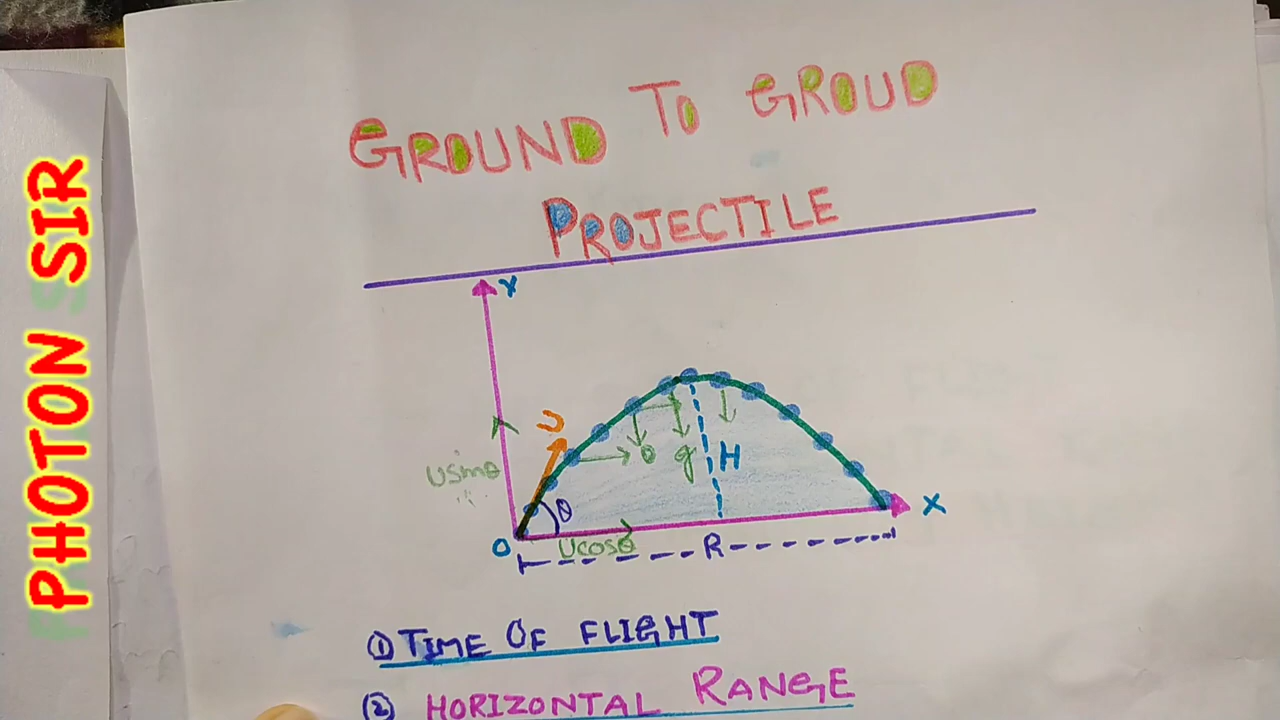 PHOTON SIR
GROUND TO GROUD
PROJECTILE
Y
U
θ g H
Usinθ
θ
O
X
Ucosθ
R
① TIME OF FLIGHT
② HORIZONTAL RANGE